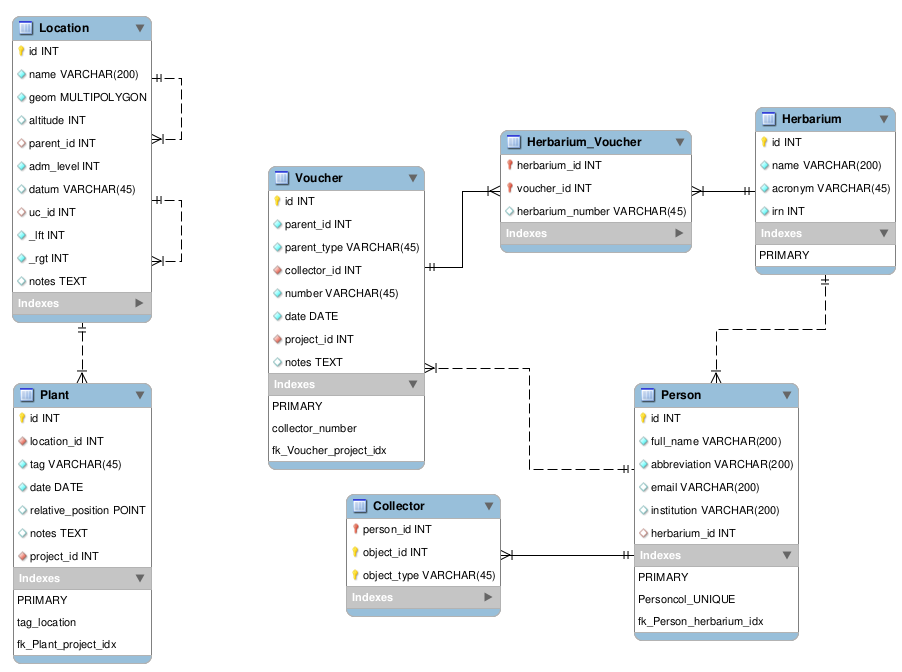 Location
id INT
name VARCHAR(200)
geom MULTIPOLYGON
altitude INT
parent_id INT
adm_level INT
datum VARCHAR(45)
uc_id INT
_lft INT
_rgt INT
notes TEXT
Indexes
Plant
id INT
location_id INT
tag VARCHAR(45)
date DATE
relative_position POINT
notes TEXT
project_id INT
Indexes
PRIMARY
tag_location
fk_Plant_project_idx
Voucher
id INT
parent_id INT
parent_type VARCHAR(45)
collector_id INT
number VARCHAR(45)
date DATE
project_id INT
notes TEXT
Indexes
PRIMARY
collector_number
fk_Voucher_project_idx
Herbarium_Voucher
herbarium_id INT
voucher_id INT
herbarium_number VARCHAR(45)
Indexes
Herbarium
id INT
name VARCHAR(200)
acronym VARCHAR(45)
irn INT
Indexes
PRIMARY
Collector
person_id INT
object_id INT
object_type VARCHAR(45)
Indexes
Person
id INT
full_name VARCHAR(200)
abbreviation VARCHAR(200)
email VARCHAR(200)
institution VARCHAR(200)
herbarium_id INT
Indexes
PRIMARY
Personcol_UNIQUE
fk_Person_herbarium_idx